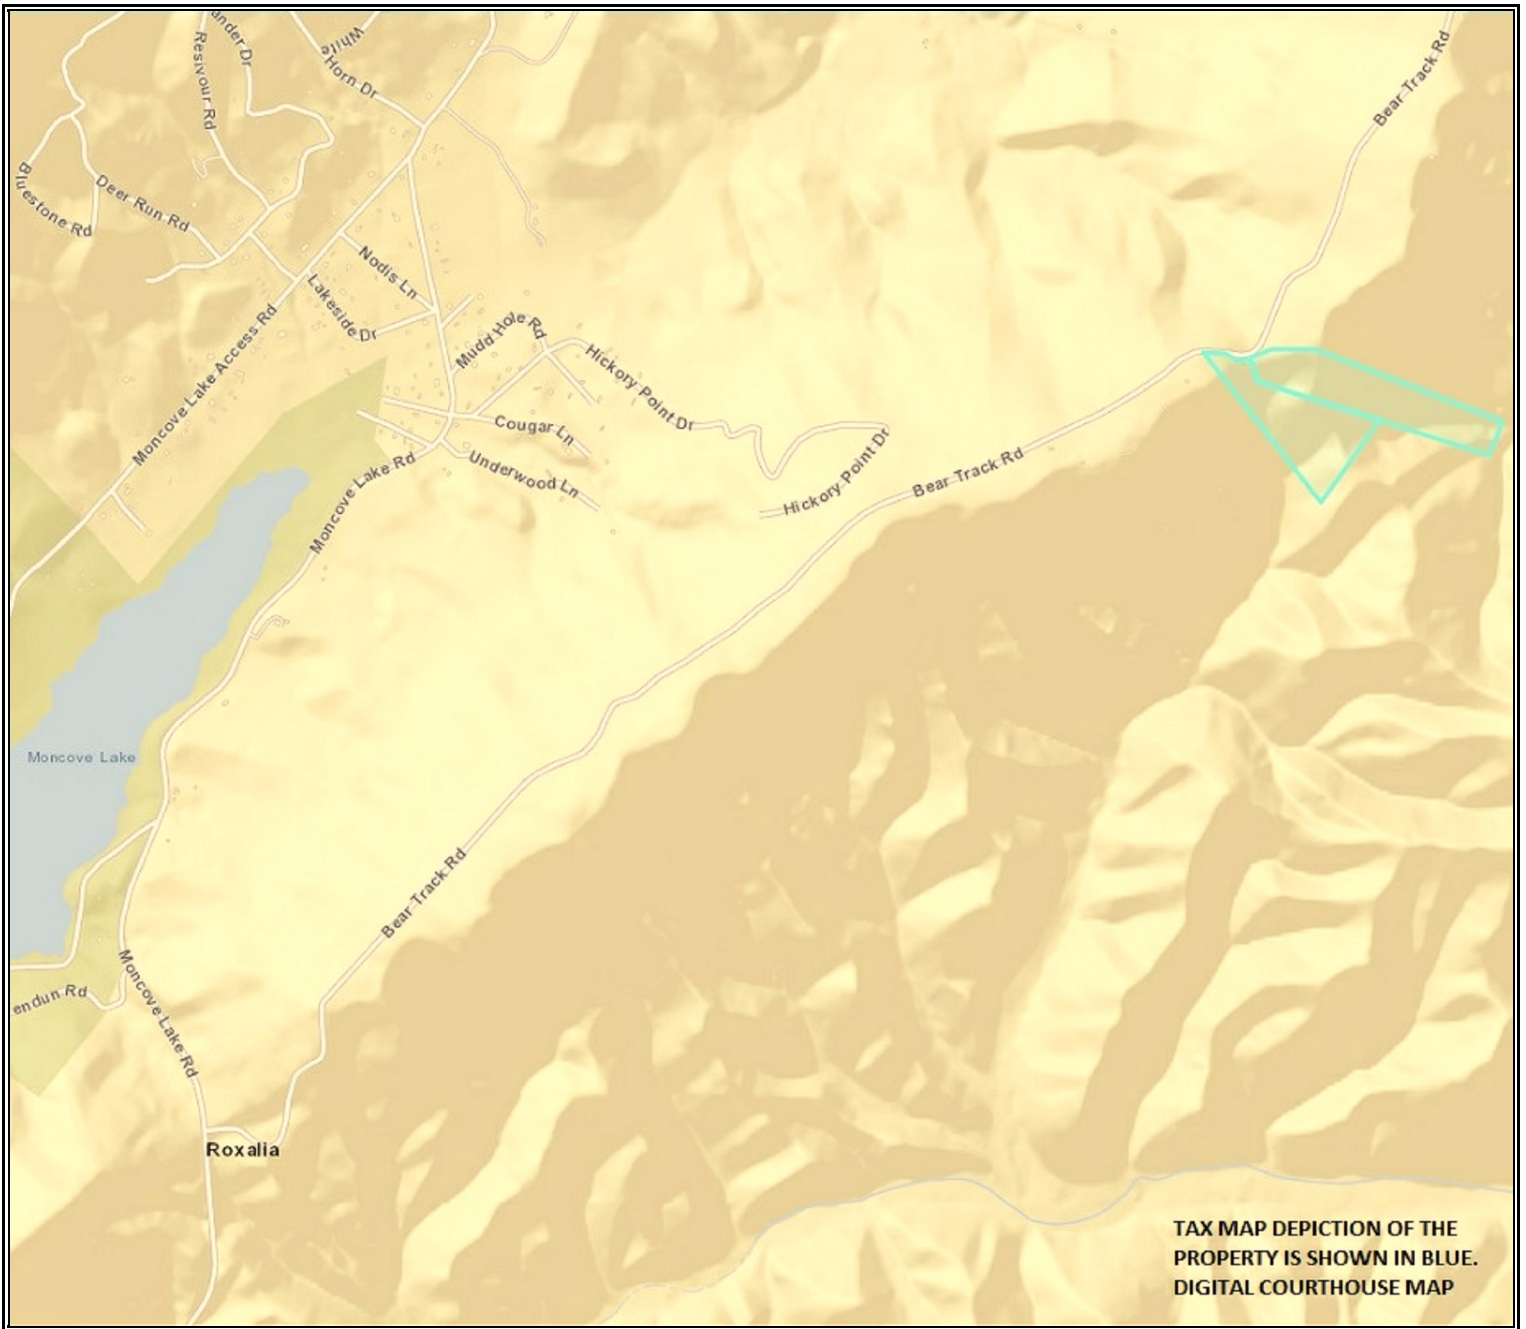 ander Dr
White
Horn Dr
Resivour Rd
Bear Track Rd
Bluestone Rd
Deer Run Rd
Nodis Ln
Lakeside Dr
Moncove Lake Access Rd
Mudd Hole Rd
Hickory Point Dr
Cougar Ln
Underwood Ln
Moncove Lake Rd
Hickory Point Dr
Bear Track Rd
Moncove Lake
Bear Track Rd
endun Rd
Moncove Lake Rd
Roxalia
TAX MAP DEPICTION OF THE
PROPERTY IS SHOWN IN BLUE.
DIGITAL COURTHOUSE MAP